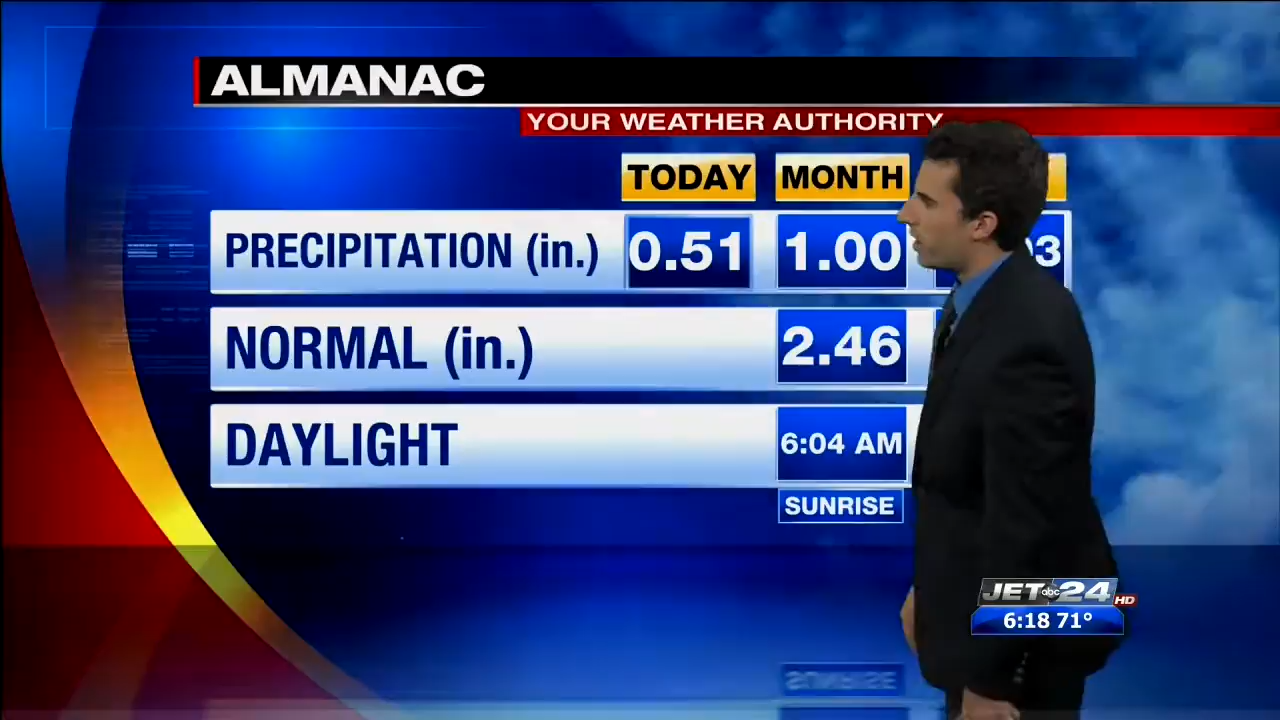 ALMANAC
YOUR WEATHER AUTHORITY
TODAY MONTH
PRECIPITATION (in.) 0.51 1.00
NORMAL (in.) 2.46
DAYLIGHT 6:04 AM
SUNRISE
JET abc 24 HD
6:18 71°